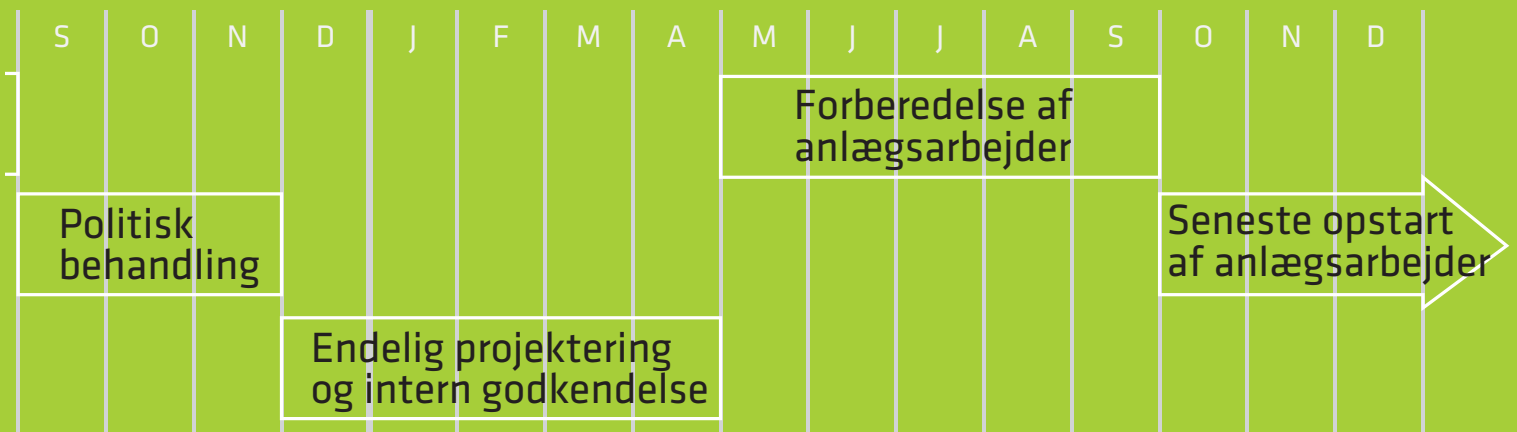 S O N D J F M A M J J A S O N D
Forberedelse af
anlægsarbejder
Politisk
behandling
Seneste opstart
af anlægsarbejder
Endelig projektering
og intern godkendelse